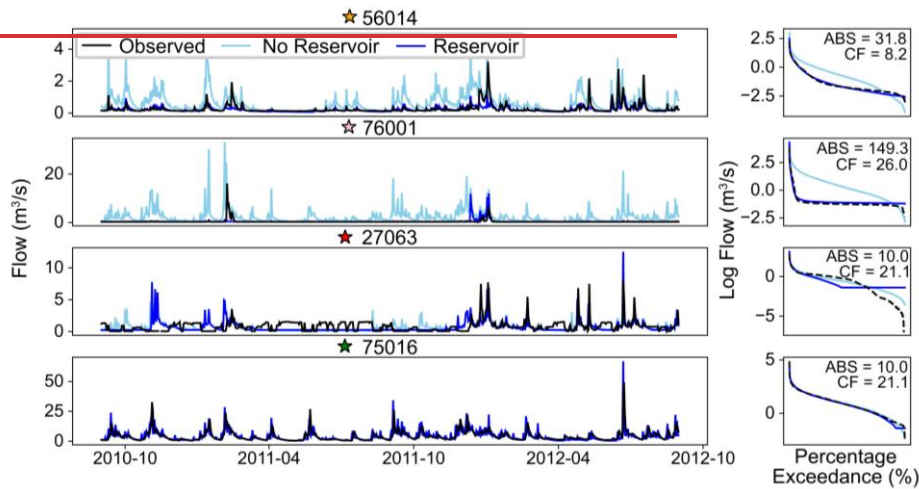 56014
Observed No Reservoir Reservoir
4
2
0
2.5
0.0
−2.5
ABS = 31.8
CF = 8.2
76001
20
0
2.5
0.0
−2.5
ABS = 149.3
CF = 26.0
27063
10
5
0
0
−5
ABS = 10.0
CF = 21.1
75016
50
25
0
5
0
ABS = 10.0
CF = 21.1
Flow (m³/s)
Log Flow (m³/s)
2010-10 2011-04 2011-10 2012-04 2012-10
Percentage
Exceedance (%)